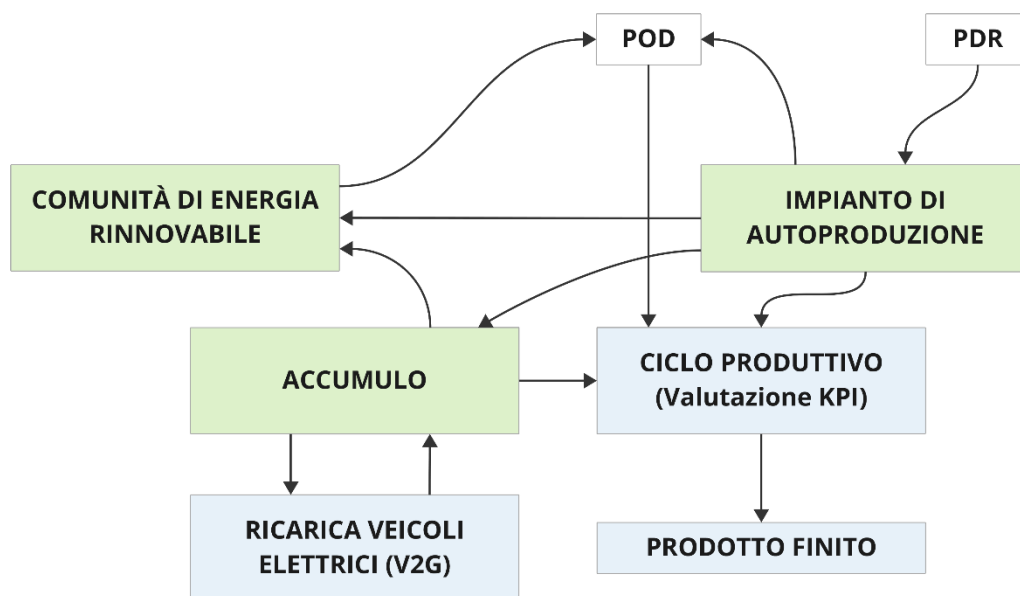 POD
PDR
COMUNITÀ DI ENERGIA
RINNOVABILE
IMPIANTO DI
AUTOPRODUZIONE
ACCUMULO
CICLO PRODUTTIVO
(Valutazione KPI)
RICARICA VEICOLI
ELETTRICI (V2G)
PRODOTTO FINITO